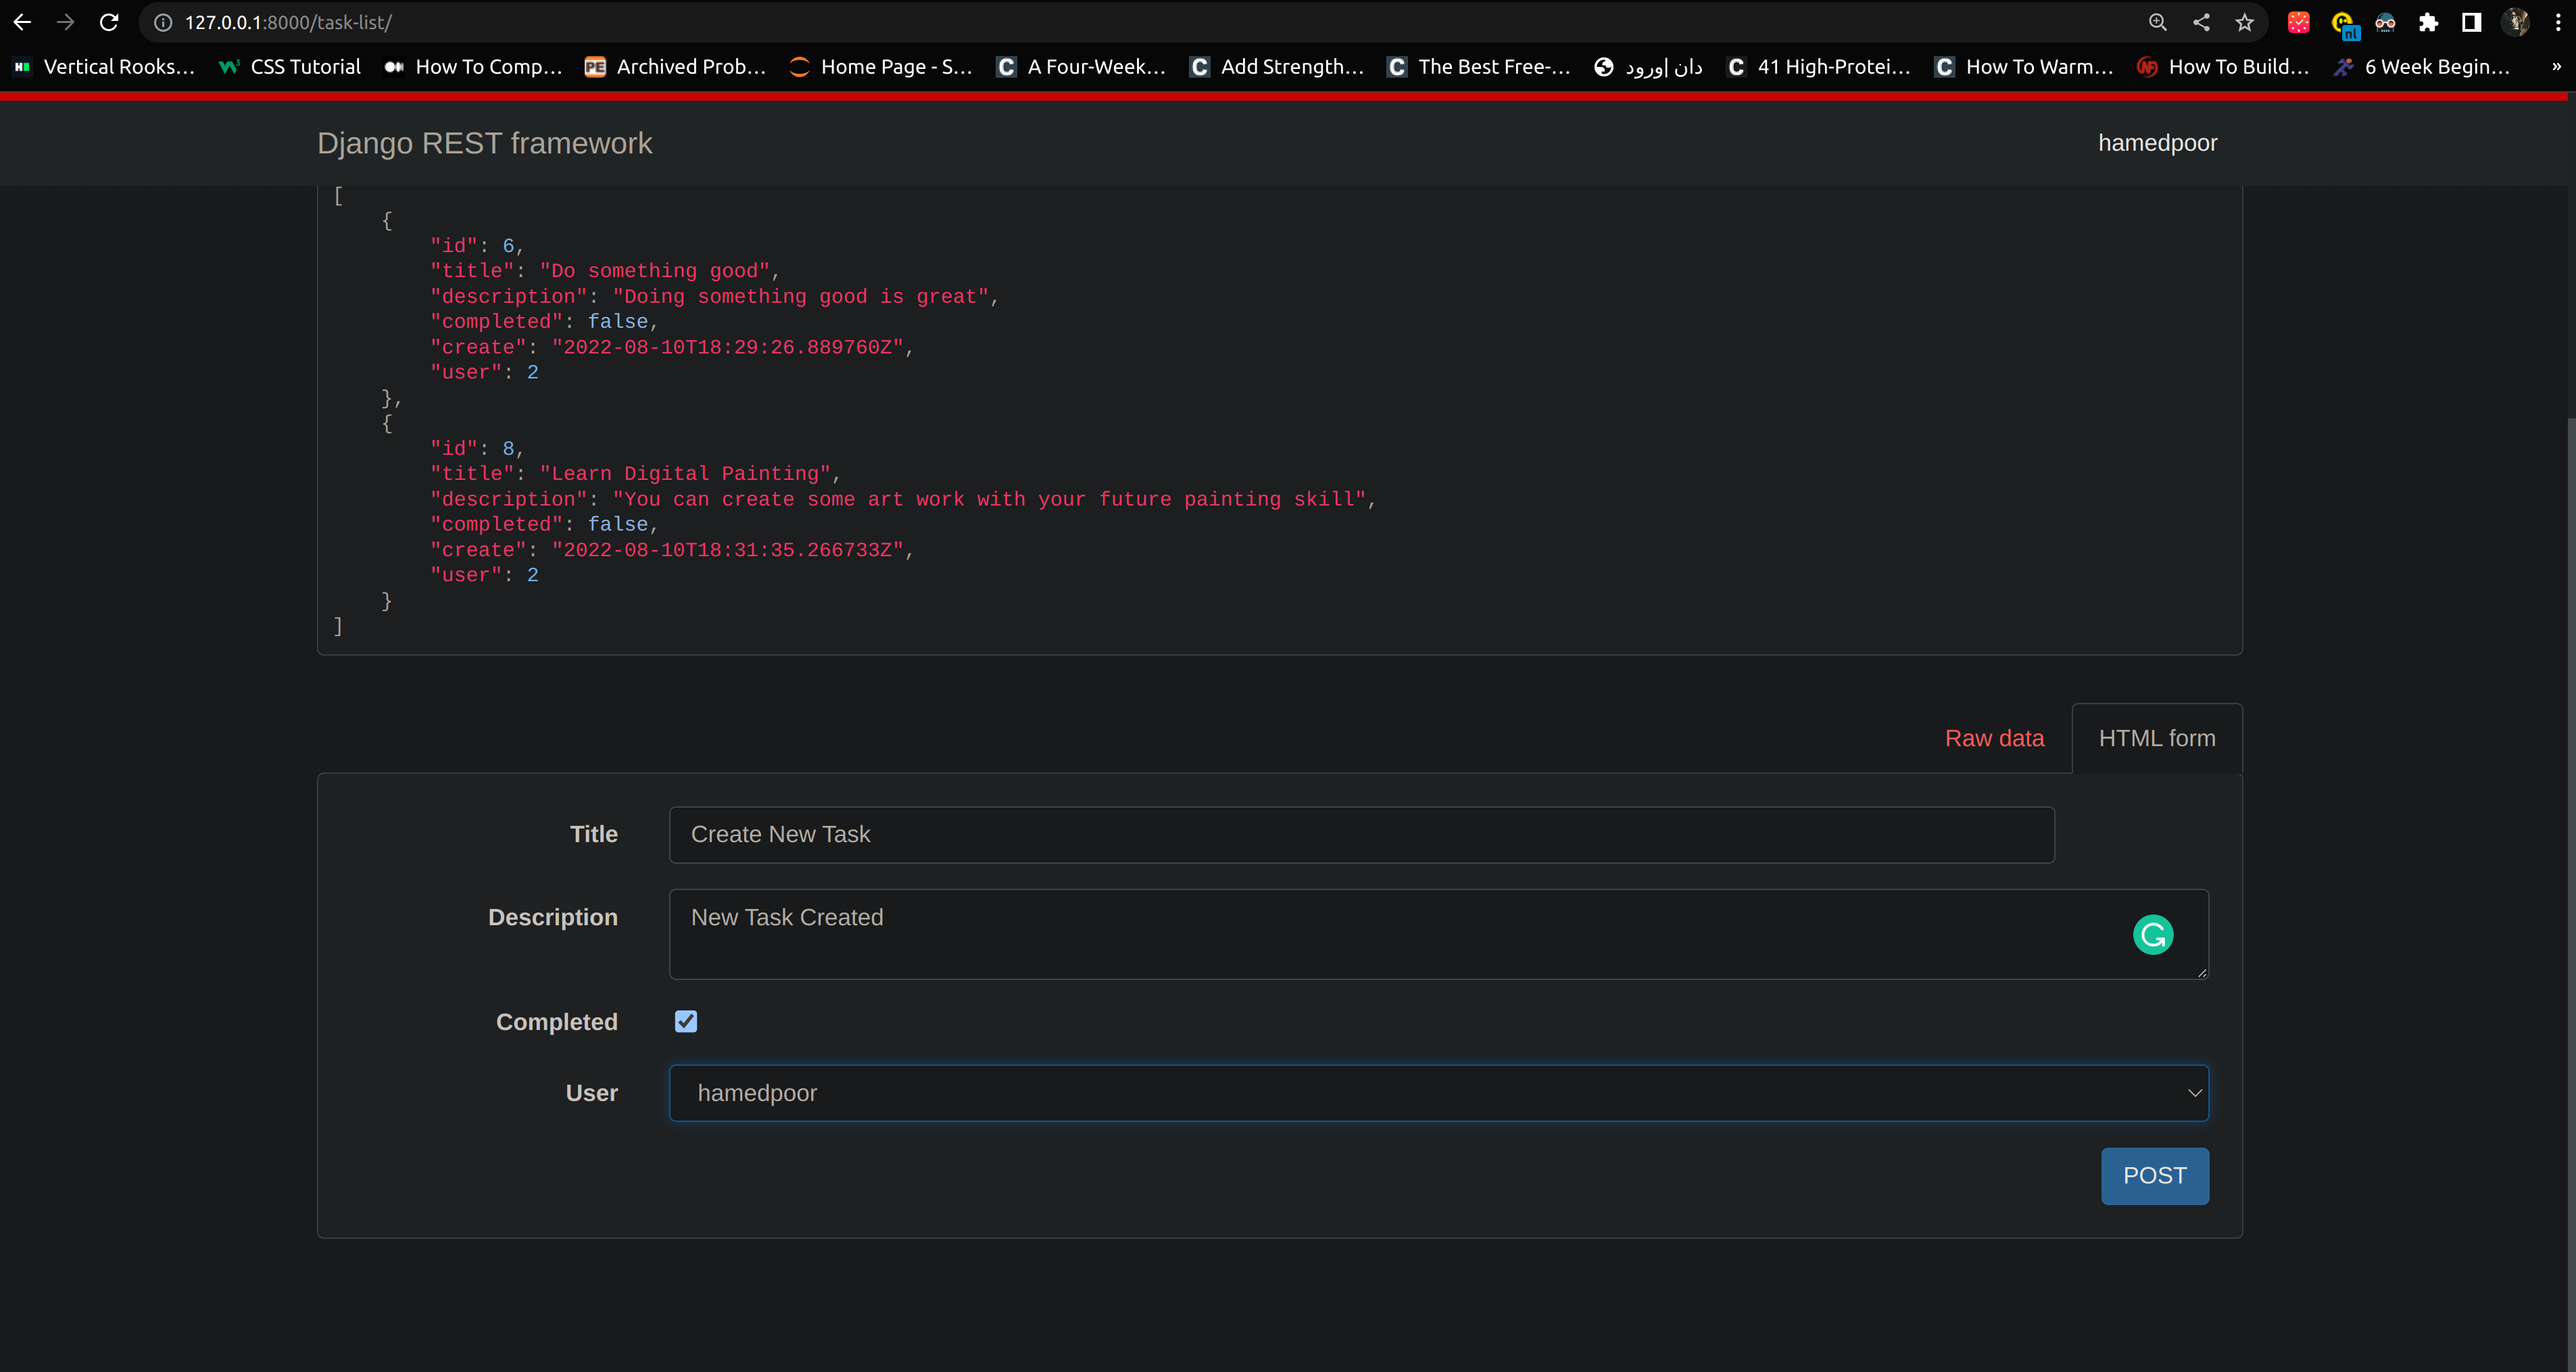 127.0.0.1:8000/task-list/
nl
Vertical Rooks… CSS Tutorial How To Comp… PE Archived Prob… Home Page - S… C A Four-Week… C Add Strength… C The Best Free-… دان |ورود C 41 High-Protei… C How To Warm… How To Build… 6 Week Begin… »
Django REST framework hamedpoor
[
{
"id": 6,
"title": "Do something good",
"description": "Doing something good is great",
"completed": false,
"create": "2022-08-10T18:29:26.889760Z",
"user": 2
},
{
"id": 8,
"title": "Learn Digital Painting",
"description": "You can create some art work with your future painting skill",
"completed": false,
"create": "2022-08-10T18:31:35.266733Z",
"user": 2
}
]
Raw data HTML form
Title Create New Task
Description New Task Created
Completed
User hamedpoor
POST